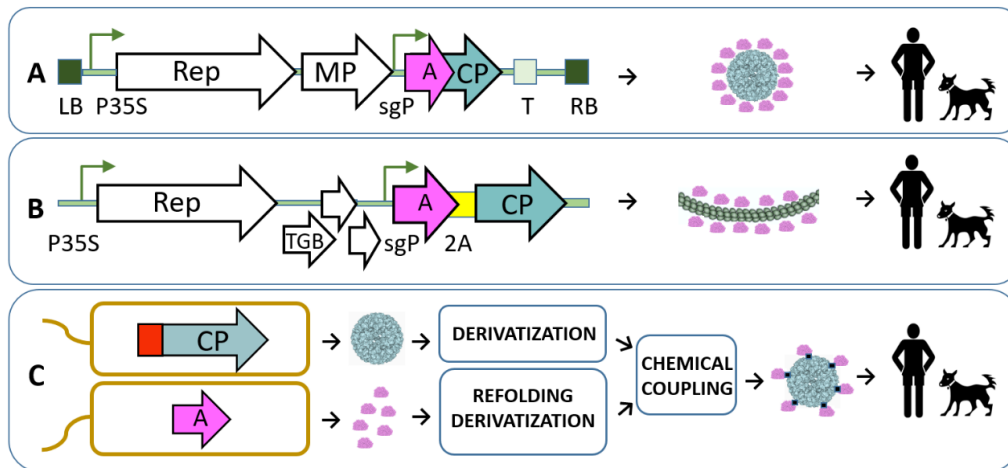 A
Rep
MP
A
CP
LB
P35S
sgP
T
RB
B
Rep
A
CP
TGB
P35S
sgP
2A
C
CP
DERIVATIZATION
A
REFOLDING
DERIVATIZATION
CHEMICAL
COUPLING